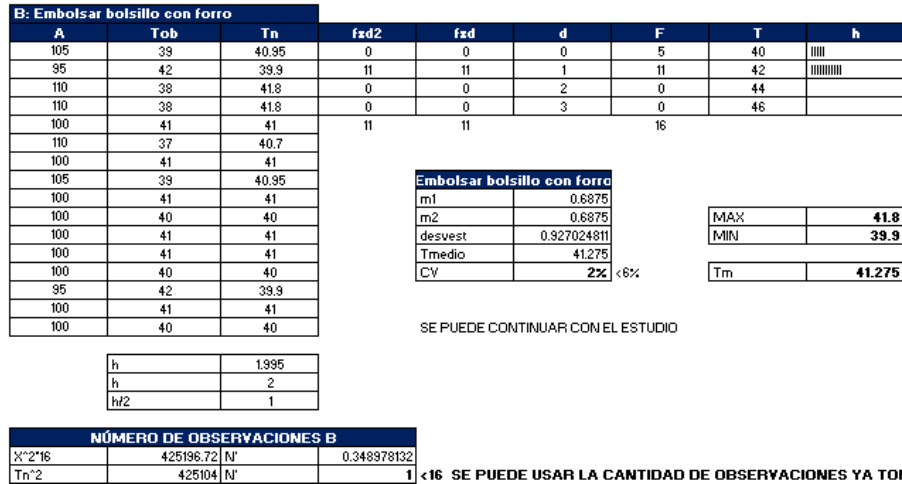 B: Embolsar bolsillo con forro
A Tob Tn fxd2 fxd d F T h
105 39 40.95 0 0 0 5 40 |||||
95 42 39.9 11 11 1 11 42 |||||||||||
110 38 41.8 0 0 2 0 44
110 38 41.8 0 0 3 0 46
100 41 41 11 11 16
110 37 40.7
100 41 41
105 39 40.95 Embolsar bolsillo con forro
100 41 41 m1 0.6875
100 40 40 m2 0.6875 MAX 41.8
100 41 41 desvest 0.927024811 MIN 39.9
100 41 41 Tmedio 41.275
100 40 40 CV 2% <6% Tm 41.275
95 42 39.9
100 41 41
100 40 40 SE PUEDE CONTINUAR CON EL ESTUDIO
h 1.995
h 2
h/2 1
NÚMERO DE OBSERVACIONES B
X^2*16 425196.72 N' 0.348978132
Tn^2 425104 N' 1 <16 SE PUEDE USAR LA CANTIDAD DE OBSERVACIONES YA